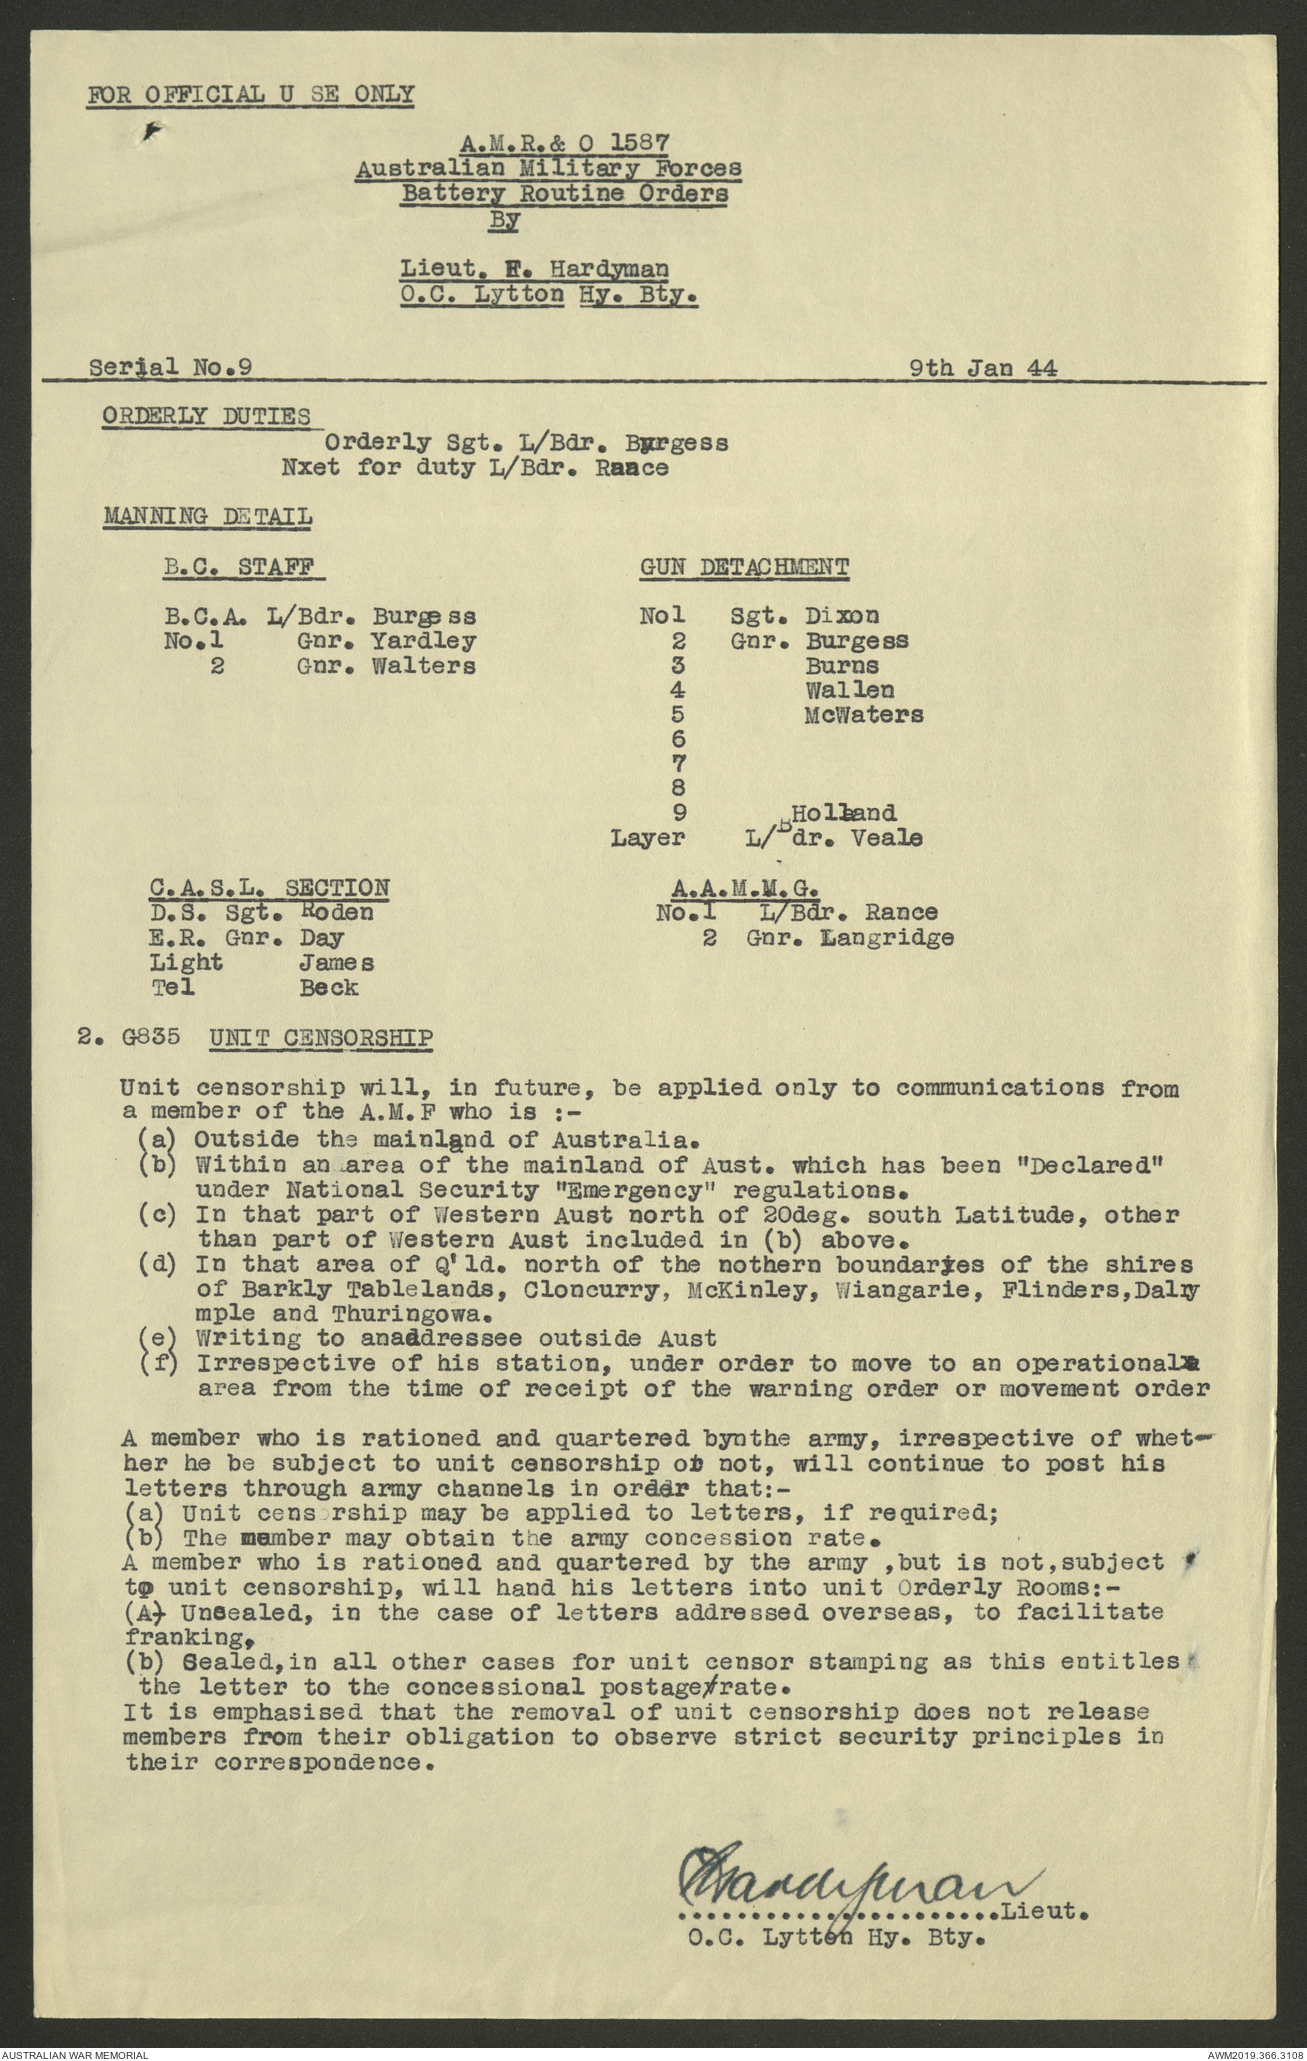 FOR OFFICIAL U SE ONLY
A.M.R.& O 1587
Australian Military Forces
Battery Routine Orders
By
Lieut. F. Hardyman
O.C. Lytton Hy. Bty.
Serial No.9 9th Jan 44
ORDERLY DUTIES
Orderly Sgt. L/Bdr. Burgess
Nxet for duty L/Bdr. Rance
MANNING DETAIL
B.C. STAFF GUN DETACHMENT
B.C.A. L/Bdr. Burgess No1 Sgt. Dixon
No.1 Gnr. Yardley 2 Gnr. Burgess
2 Gnr. Walters 3 Burns
4 Wallen
5 McWaters
6
7
8
9 Holland
Layer L/Bdr. Veale
C.A.S.L. SECTION A.A.M.M.G.
D.S. Sgt. Roden No.1 L/Bdr. Rance
E.R. Gnr. Day 2 Gnr. Langridge
Light James
Tel Beck
2. G835 UNIT CENSORSHIP
Unit censorship will, in future, be applied only to communications from
a member of the A.M.F who is :-
(a) Outside the mainland of Australia.
(b) Within an area of the mainland of Aust. which has been "Declared"
under National Security "Emergency" regulations.
(c) In that part of Western Aust north of 20deg. south Latitude, other
than part of Western Aust included in (b) above.
(d) In that area of Q'ld. north of the nothern boundaries of the shires
of Barkly Tablelands, Cloncurry, McKinley, Wiangarie, Flinders,Dalry
mple and Thuringowa.
(e) Writing to anaddressee outside Aust
(f) Irrespective of his station, under order to move to an operational
area from the time of receipt of the warning order or movement order
A member who is rationed and quartered bynthe army, irrespective of whet-
her he be subject to unit censorship or not, will continue to post his
letters through army channels in order that:-
(a) Unit censorship may be applied to letters, if required;
(b) The member may obtain the army concession rate.
A member who is rationed and quartered by the army ,but is not,subject
to unit censorship, will hand his letters into unit Orderly Rooms:-
(A) Unsealed, in the case of letters addressed overseas, to facilitate
franking,
(b) Sealed,in all other cases for unit censor stamping as this entitles
the letter to the concessional postage/rate.
It is emphasised that the removal of unit censorship does not release
members from their obligation to observe strict security principles in
their correspondence.
Hardyman
......................Lieut.
O.C. Lytton Hy. Bty.
AUSTRALIAN WAR MEMORIAL AWM2019.366.3108